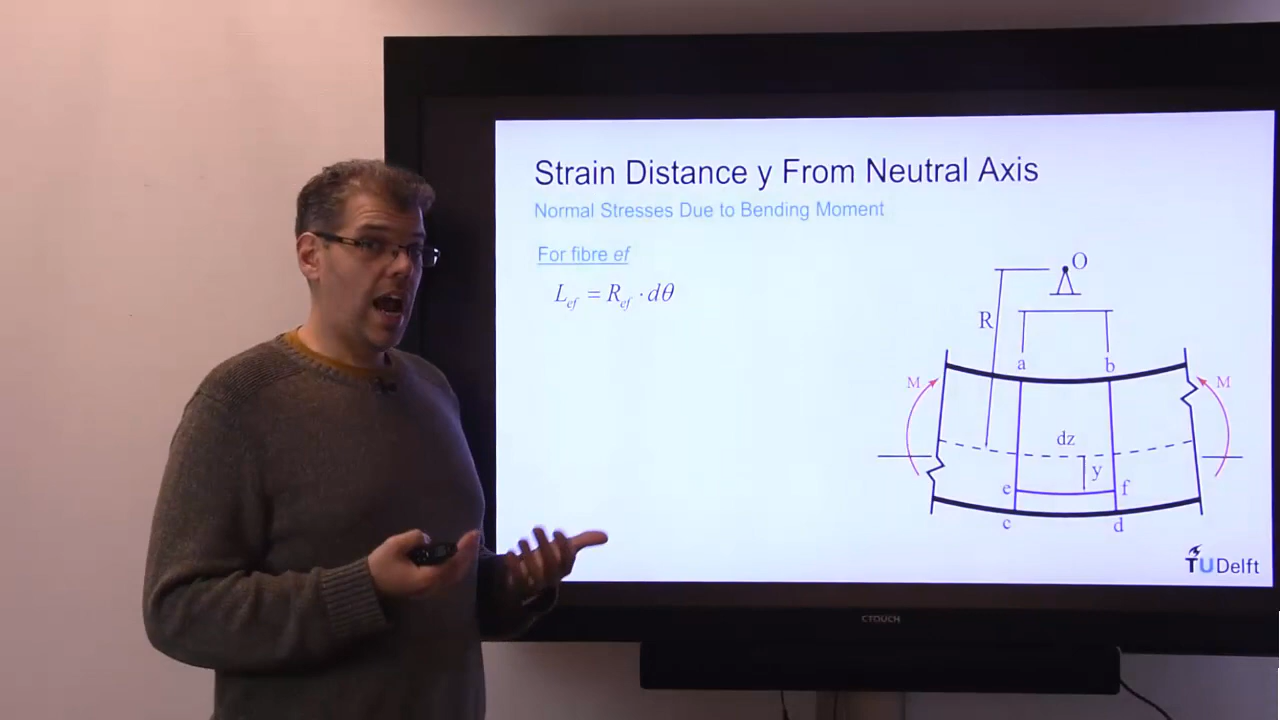 Strain Distance y From Neutral Axis
Normal Stresses Due to Bending Moment
For fibre ef
L_ef = R_ef · dθ
O
R
a b
M M
dz
y
e f
c d
TUDelft
CTOUCH